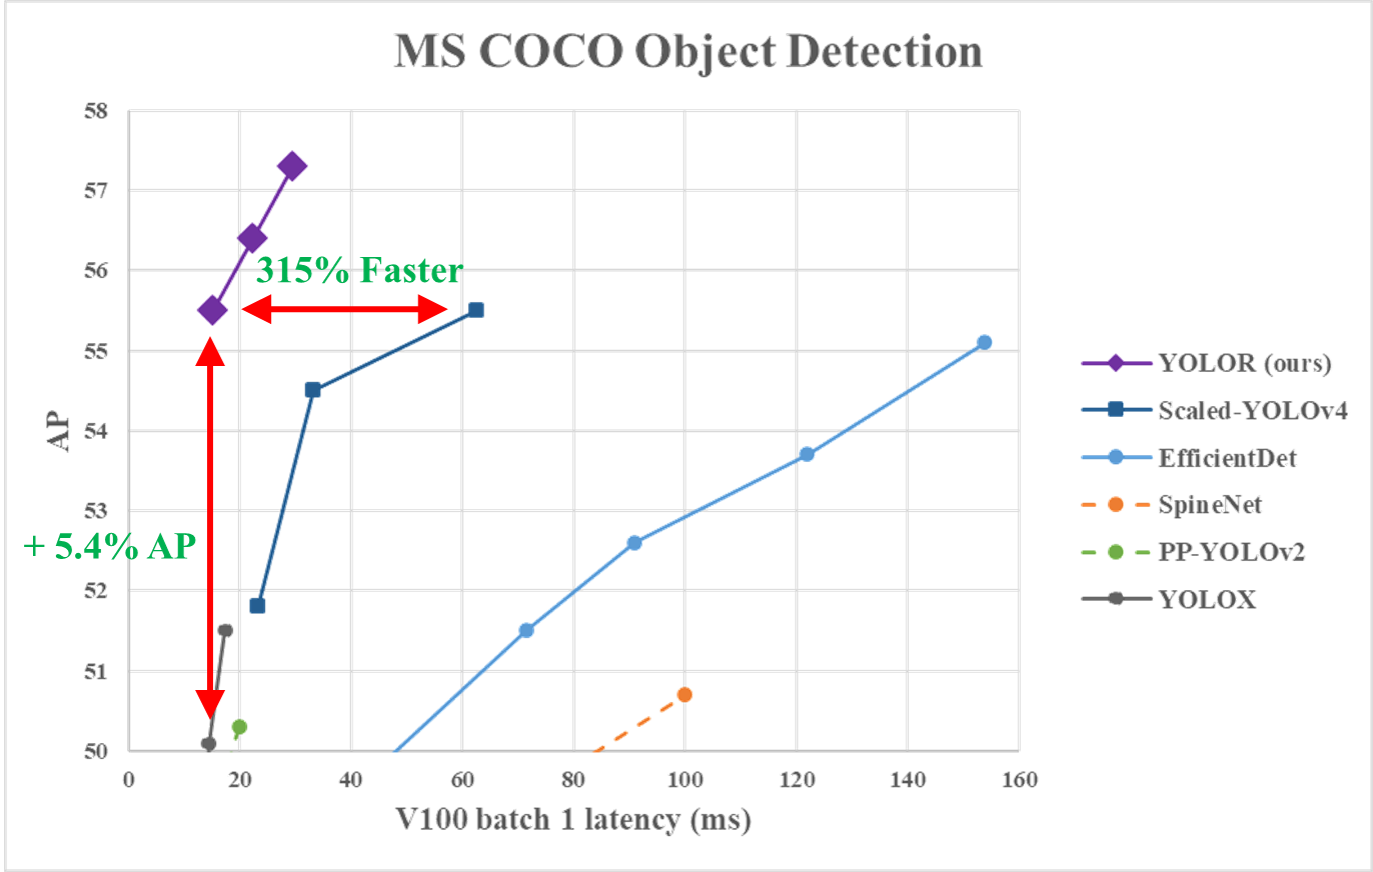 MS COCO Object Detection
58
57
56
55
54
53
52
51
50
AP
315% Faster
+ 5.4% AP
0 20 40 60 80 100 120 140 160
V100 batch 1 latency (ms)
YOLOR (ours)
Scaled-YOLOv4
EfficientDet
SpineNet
PP-YOLOv2
YOLOX